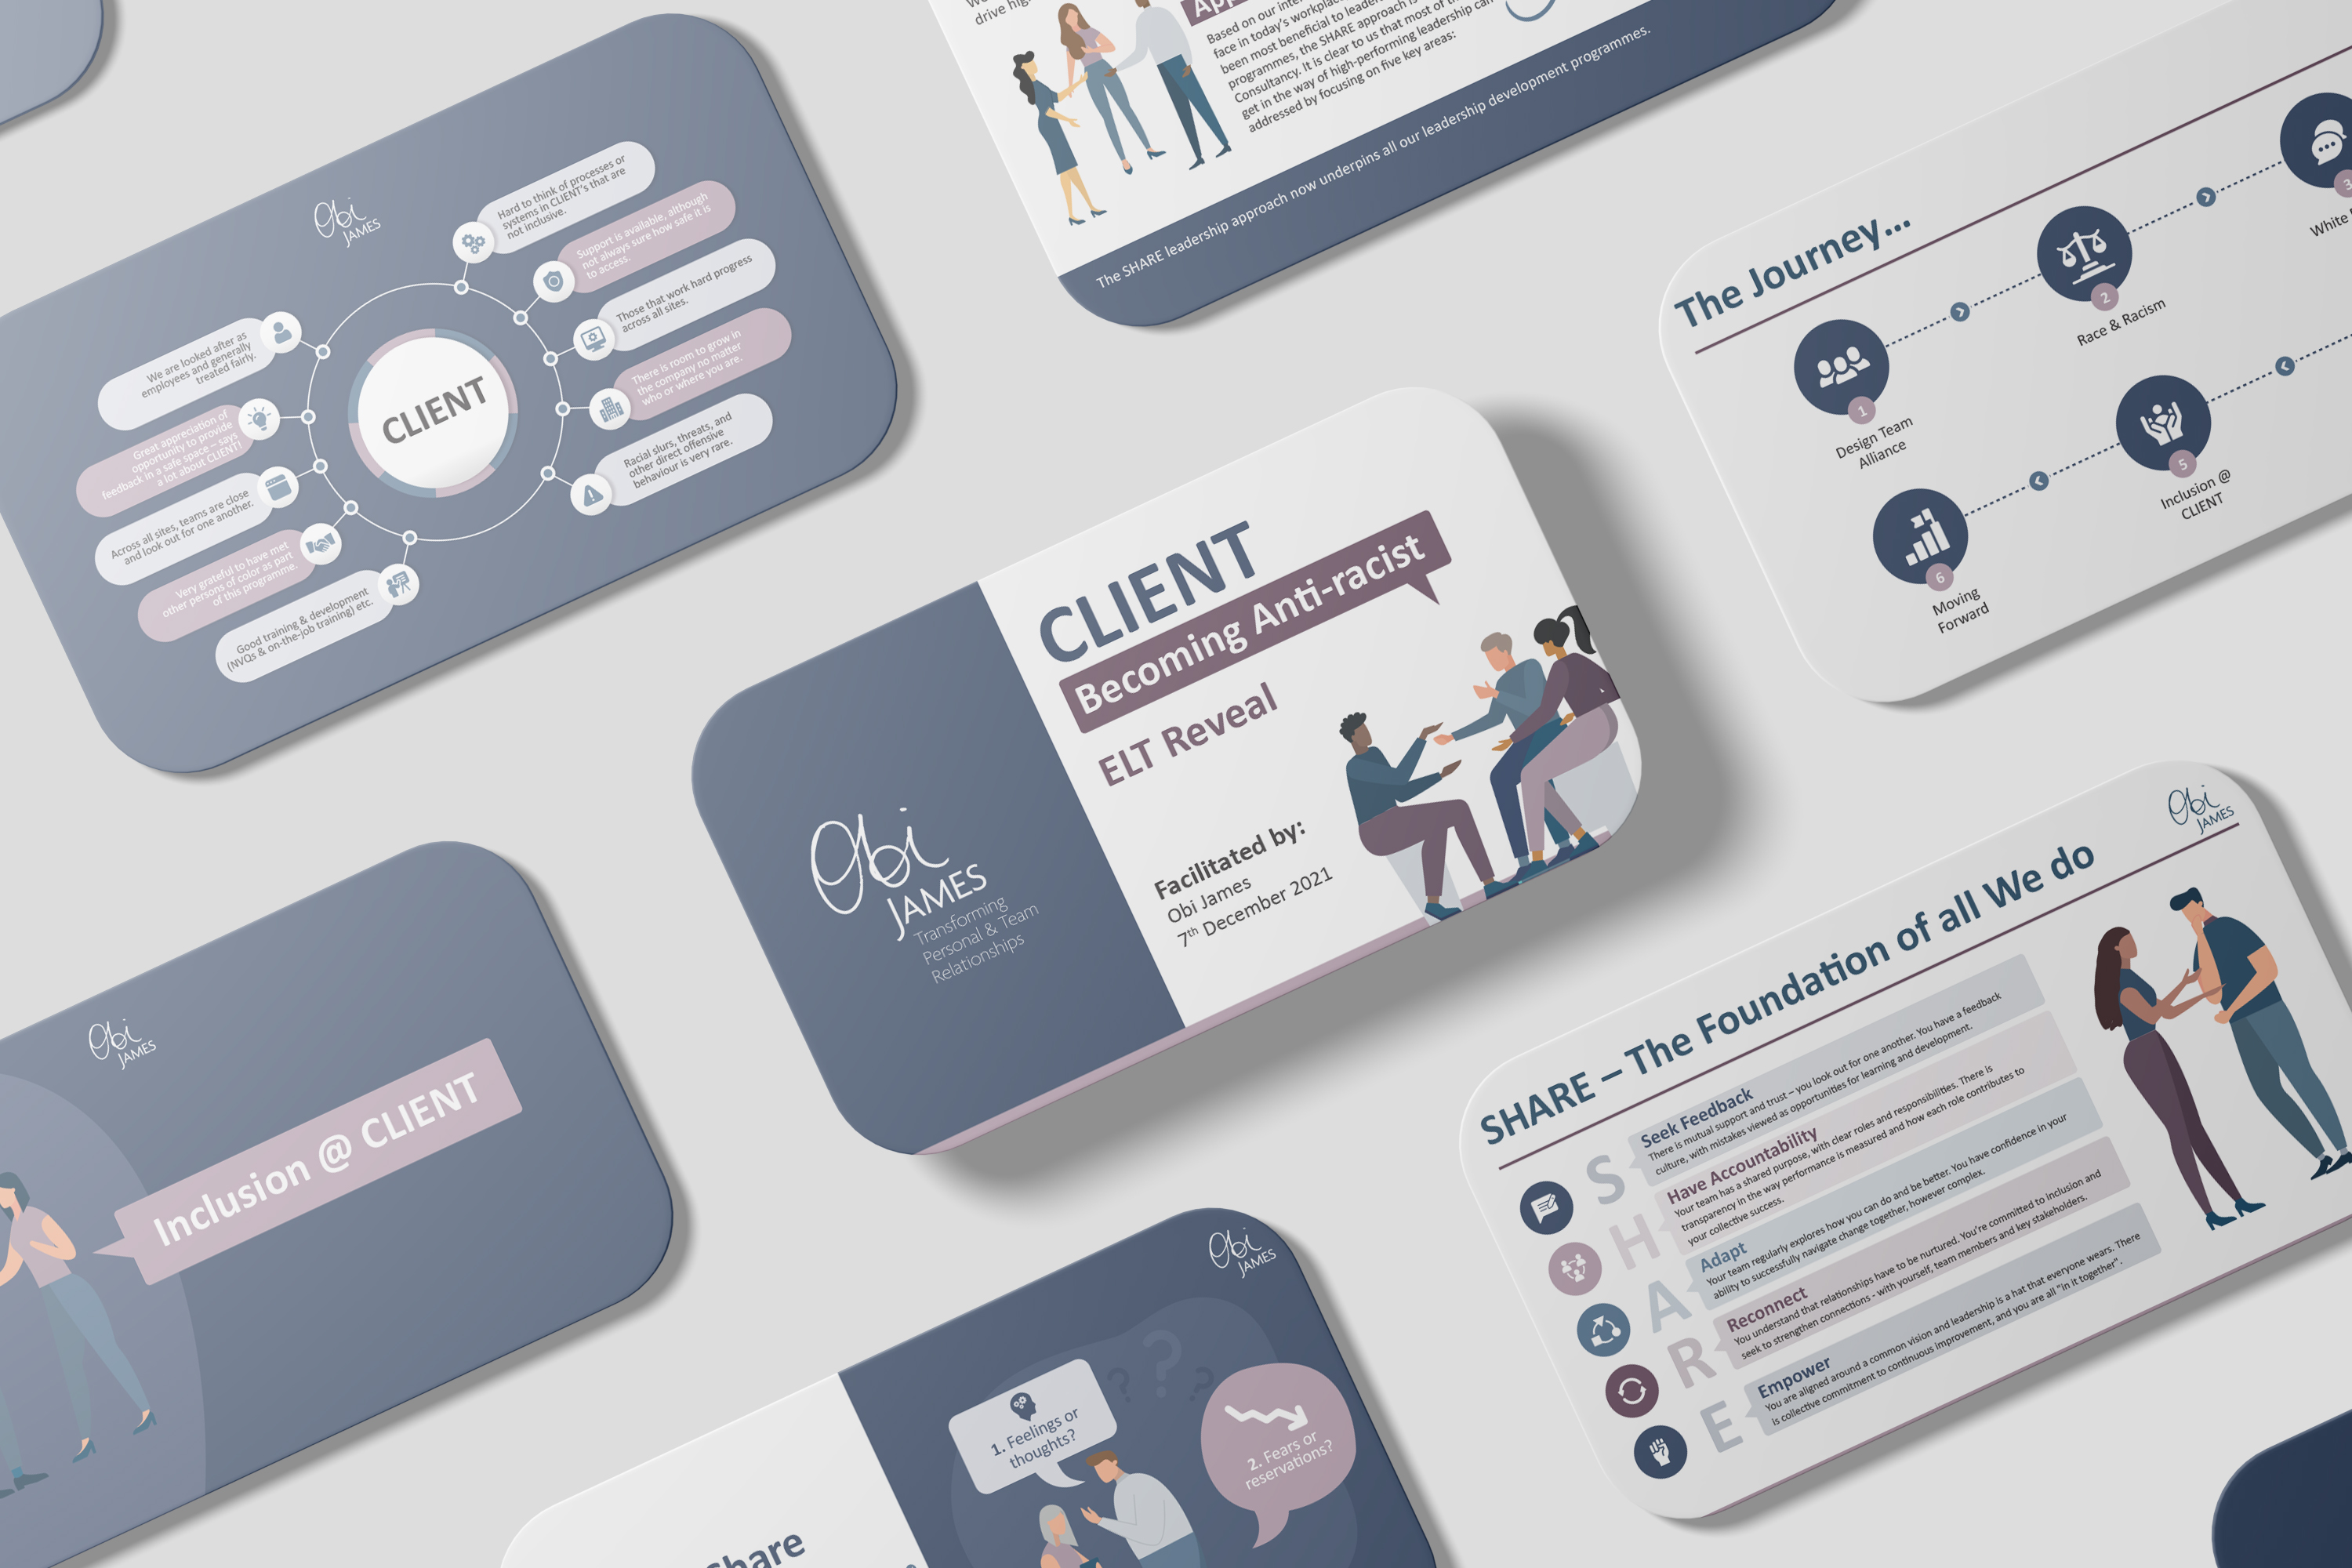 Obi
JAMES
Hard to think of processes or
systems in CLIENT's that are
not inclusive.
Support is available, although
not always sure how safe it is
to access.
Those that work hard progress
across all sites.
There is room to grow in
the company no matter
who or where you are.
Racial slurs, threats, and
other direct offensive
behaviour is very rare.
We are looked after as
employees and generally
treated fairly.
Great appreciation of
opportunity to provide
feedback in a safe space – says
a lot about CLIENT!
Across all sites, teams are close
and look out for one another.
Very grateful to have met
other persons of color as part
of this programme.
Good training & development
(NVQs & on-the-job training) etc.
CLIENT
drive hig
Based on our inte
face in today's workplac
been most beneficial to leader
programmes, the SHARE approach is
Consultancy. It is clear to us that most of th
get in the way of high-performing leadership can
addressed by focusing on five key areas:
The SHARE leadership approach now underpins all our leadership development programmes.
The Journey...
1
Design Team
Alliance
2
Race & Racism
3
White
5
Inclusion @
CLIENT
6
Moving
Forward
CLIENT
Becoming Anti-racist
ELT Reveal
Facilitated by:
Obi James
7th December 2021
Obi
JAMES
Transforming
Personal & Team
Relationships
Obi
JAMES
Inclusion @ CLIENT
Obi
JAMES
SHARE – The Foundation of all We do
S
Seek Feedback
There is mutual support and trust – you look out for one another. You have a feedback
culture, with mistakes viewed as opportunities for learning and development.
H
Have Accountability
Your team has a shared purpose, with clear roles and responsibilities. There is
transparency in the way performance is measured and how each role contributes to
your collective success.
A
Adapt
Your team regularly explores how you can do and be better. You have confidence in your
ability to successfully navigate change together, however complex.
R
Reconnect
You understand that relationships have to be nurtured. You're committed to inclusion and
seek to strengthen connections - with yourself, team members and key stakeholders.
E
Empower
You are aligned around a common vision and leadership is a hat that everyone wears. There
is collective commitment to continuous improvement, and you are all "in it together".
Obi
JAMES
? ? ?
1. Feelings or
thoughts?
2. Fears or
reservations?
Share